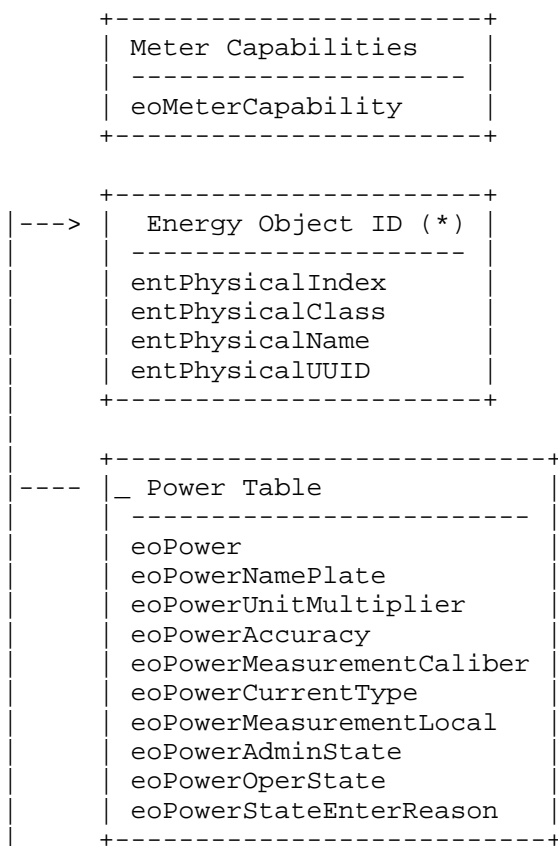 +-----------------------+
| Meter Capabilities |
| --------------------- |
| eoMeterCapability |
+-----------------------+
+-----------------------+
|---> | Energy Object ID (*) |
| | --------------------- |
| | entPhysicalIndex |
| | entPhysicalClass |
| | entPhysicalName |
| | entPhysicalUUID |
| +-----------------------+
|
| +---------------------------+
|---- |_ Power Table |
| | ------------------------- |
| | eoPower |
| | eoPowerNamePlate |
| | eoPowerUnitMultiplier |
| | eoPowerAccuracy |
| | eoPowerMeasurementCaliber |
| | eoPowerCurrentType |
| | eoPowerMeasurementLocal |
| | eoPowerAdminState |
| | eoPowerOperState |
| | eoPowerStateEnterReason |
| +---------------------------+